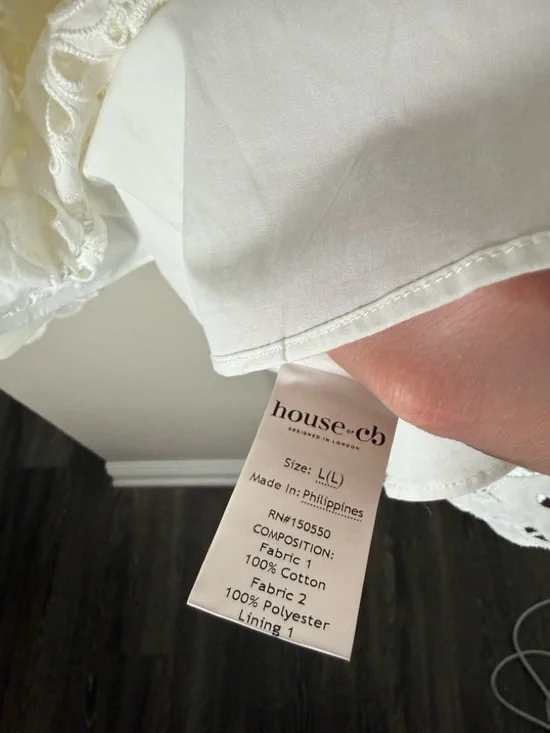 house OF cb
DESIGNED IN LONDON
Size: L(L)
Made In: Philippines
RN#150550
COMPOSITION:
Fabric 1
100% Cotton
Fabric 2
100% Polyester
Lining 1